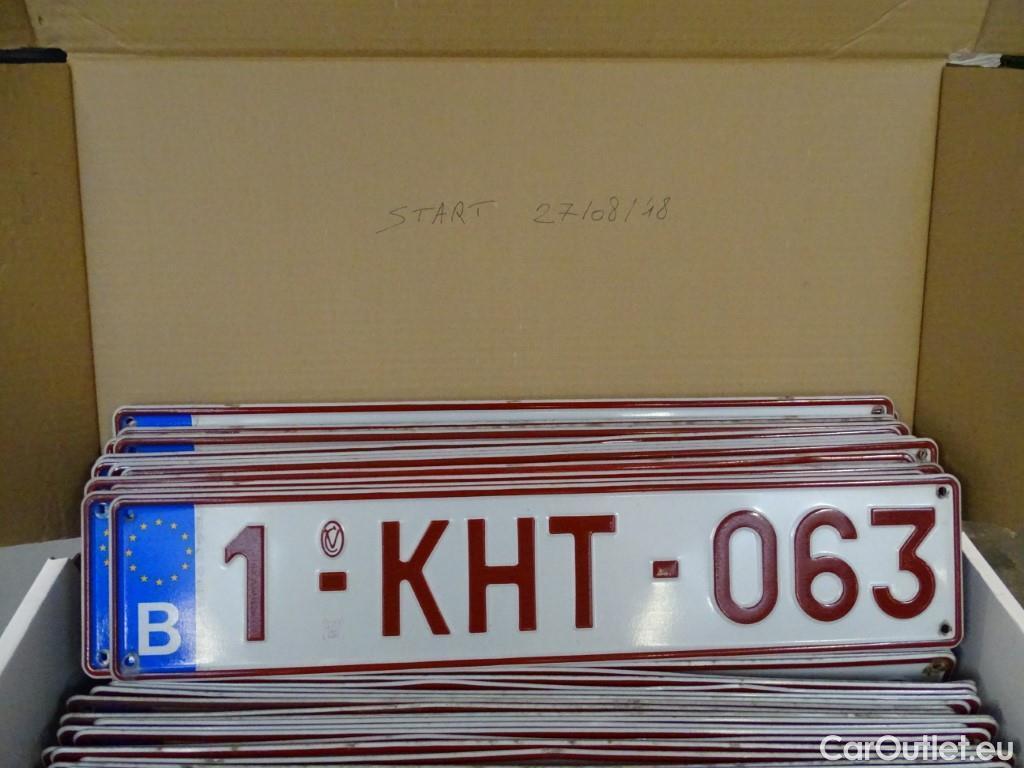 START 27/08/18
1-KHT-063
B
CarOutlet.eu